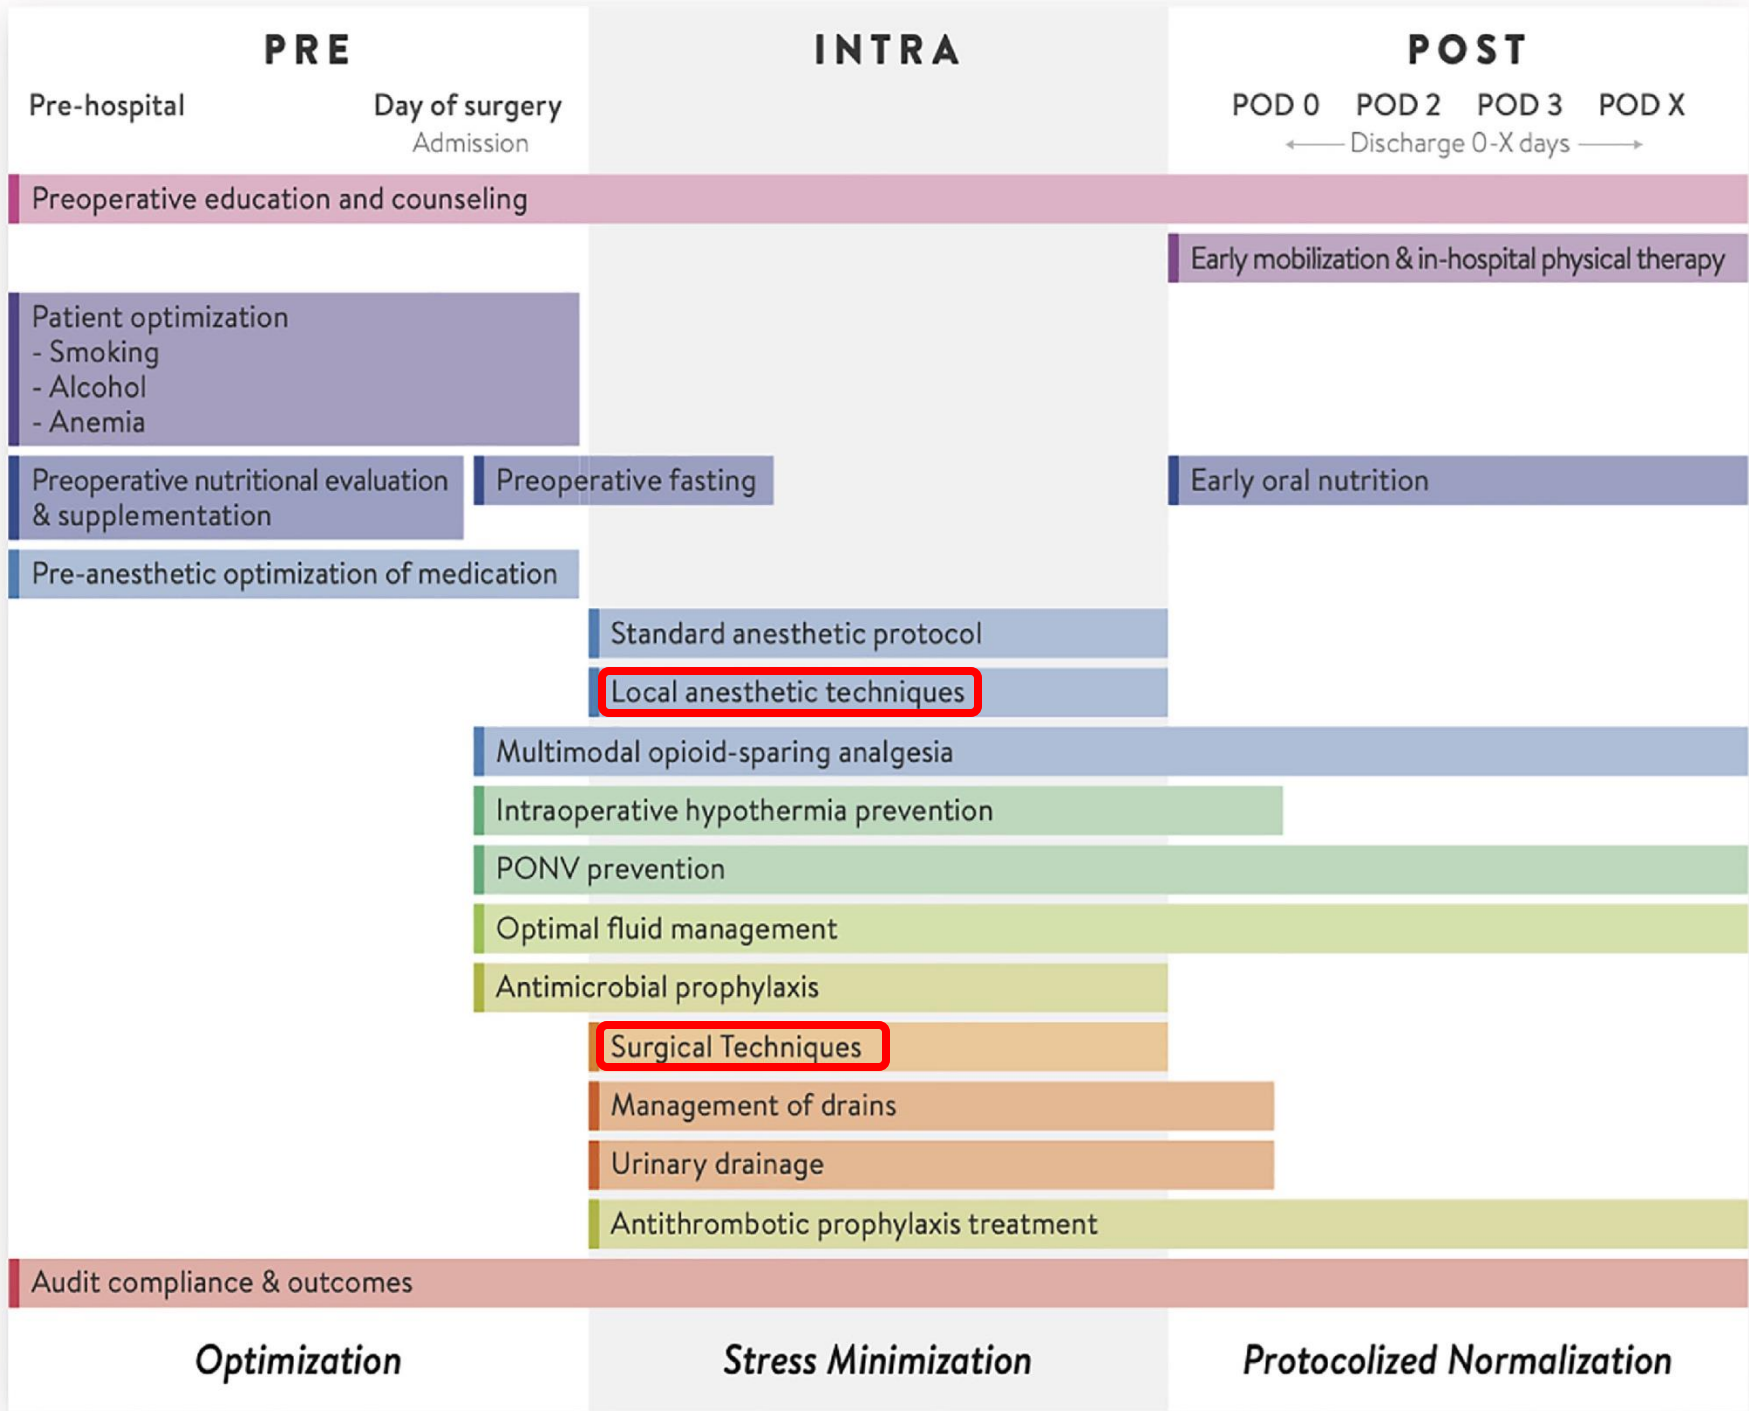 PRE
INTRA
POST
Pre-hospital
Day of surgery
Admission
POD 0 POD 2 POD 3 POD X
Discharge 0-X days
Preoperative education and counseling
Early mobilization & in-hospital physical therapy
Patient optimization
- Smoking
- Alcohol
- Anemia
Preoperative nutritional evaluation
& supplementation
Preoperative fasting
Early oral nutrition
Pre-anesthetic optimization of medication
Standard anesthetic protocol
Local anesthetic techniques
Multimodal opioid-sparing analgesia
Intraoperative hypothermia prevention
PONV prevention
Optimal fluid management
Antimicrobial prophylaxis
Surgical Techniques
Management of drains
Urinary drainage
Antithrombotic prophylaxis treatment
Audit compliance & outcomes
Optimization
Stress Minimization
Protocolized Normalization